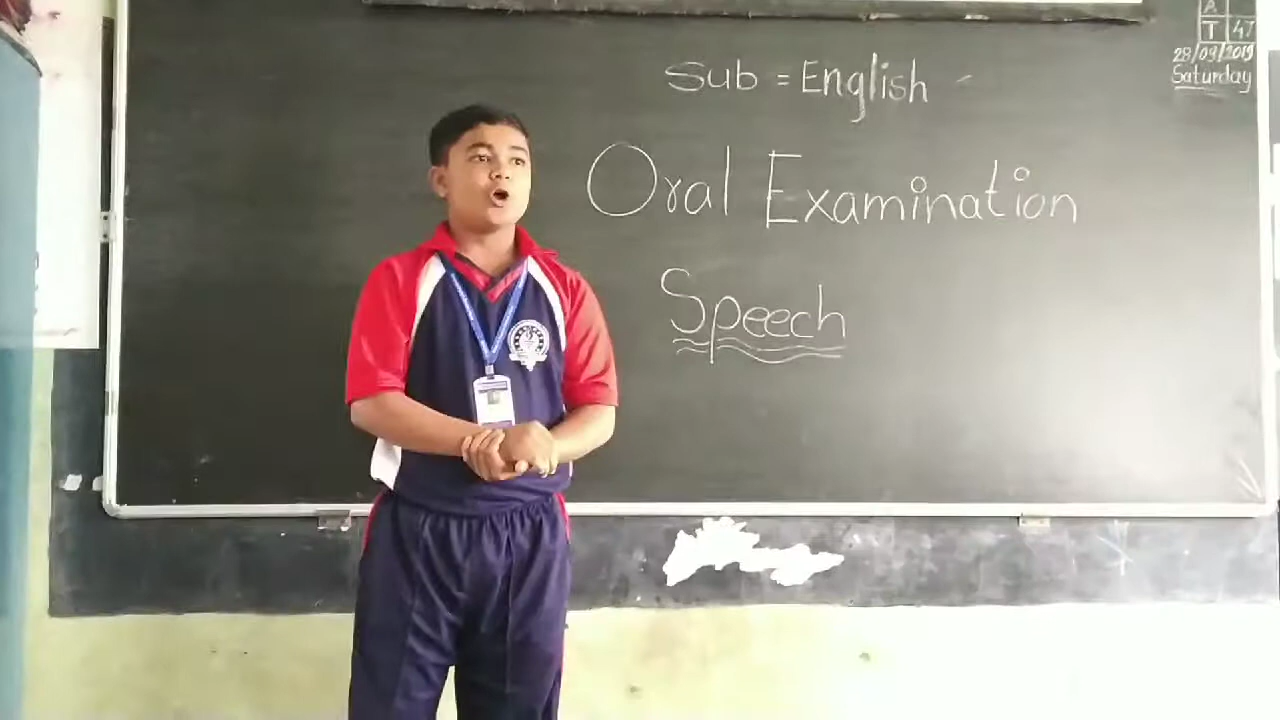 Sub = English
Oral Examination
Speech
A
T 47
28/09/2019
Saturday